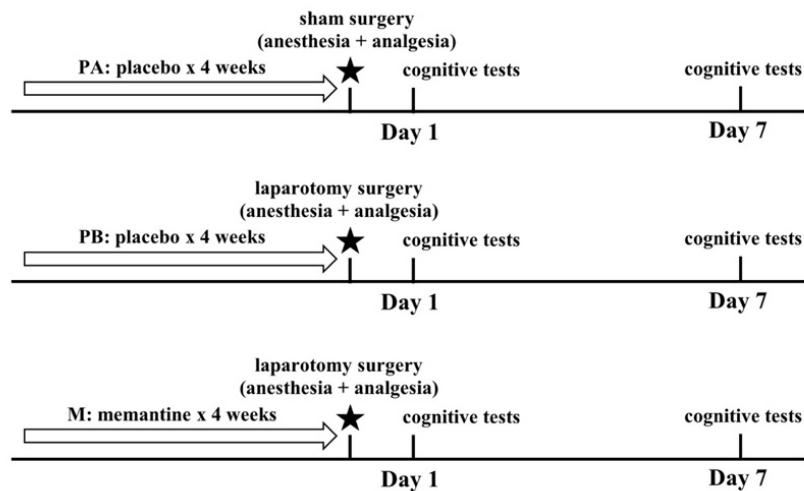 sham surgery
(anesthesia + analgesia)
PA: placebo x 4 weeks
cognitive tests
cognitive tests
Day 1
Day 7
laparotomy surgery
(anesthesia + analgesia)
PB: placebo x 4 weeks
cognitive tests
cognitive tests
Day 1
Day 7
laparotomy surgery
(anesthesia + analgesia)
M: memantine x 4 weeks
cognitive tests
cognitive tests
Day 1
Day 7